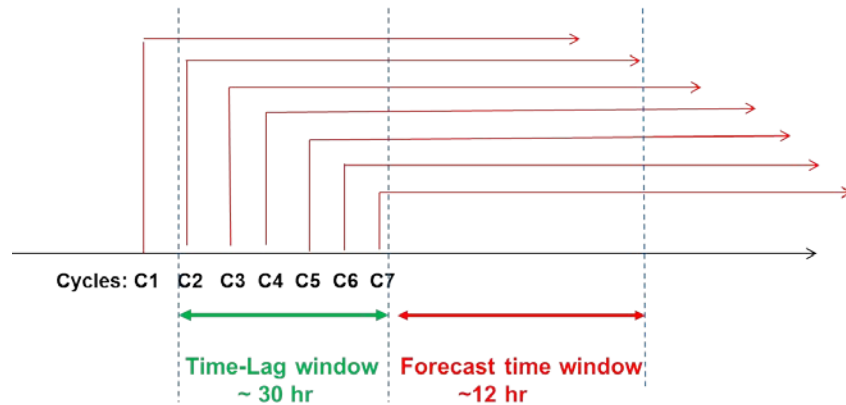 Cycles: C1 C2 C3 C4 C5 C6 C7
Time-Lag window
~ 30 hr
Forecast time window
~12 hr